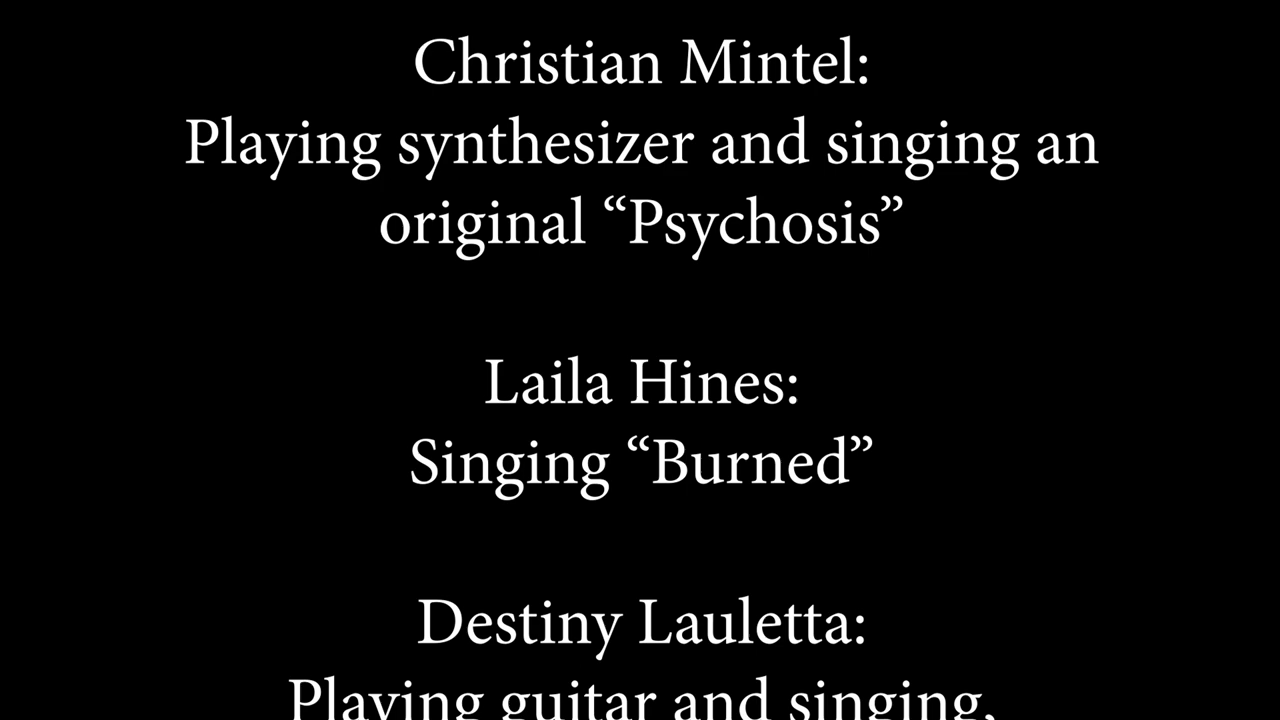 Christian Mintel:
Playing synthesizer and singing an
original “Psychosis”
Laila Hines:
Singing “Burned”
Destiny Lauletta:
Playing guitar and singing,